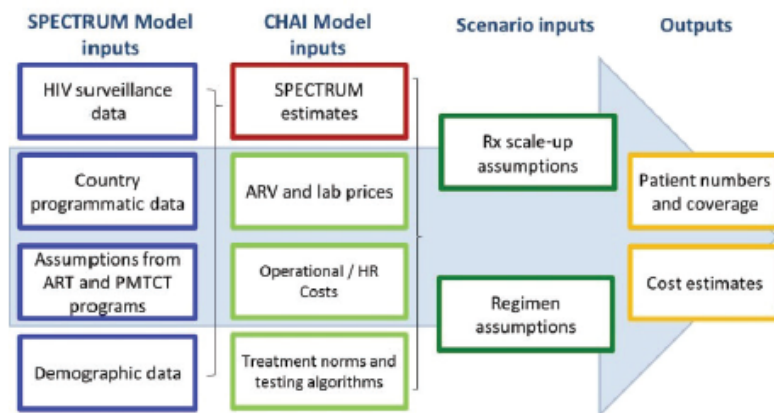 SPECTRUM Model
inputs
CHAI Model
inputs
Scenario inputs
Outputs
HIV surveillance
data
Country
programmatic data
Assumptions from
ART and PMTCT
programs
Demographic data
SPECTRUM
estimates
ARV and lab prices
Operational / HR
Costs
Treatment norms and
testing algorithms
Rx scale-up
assumptions
Regimen
assumptions
Patient numbers
and coverage
Cost estimates